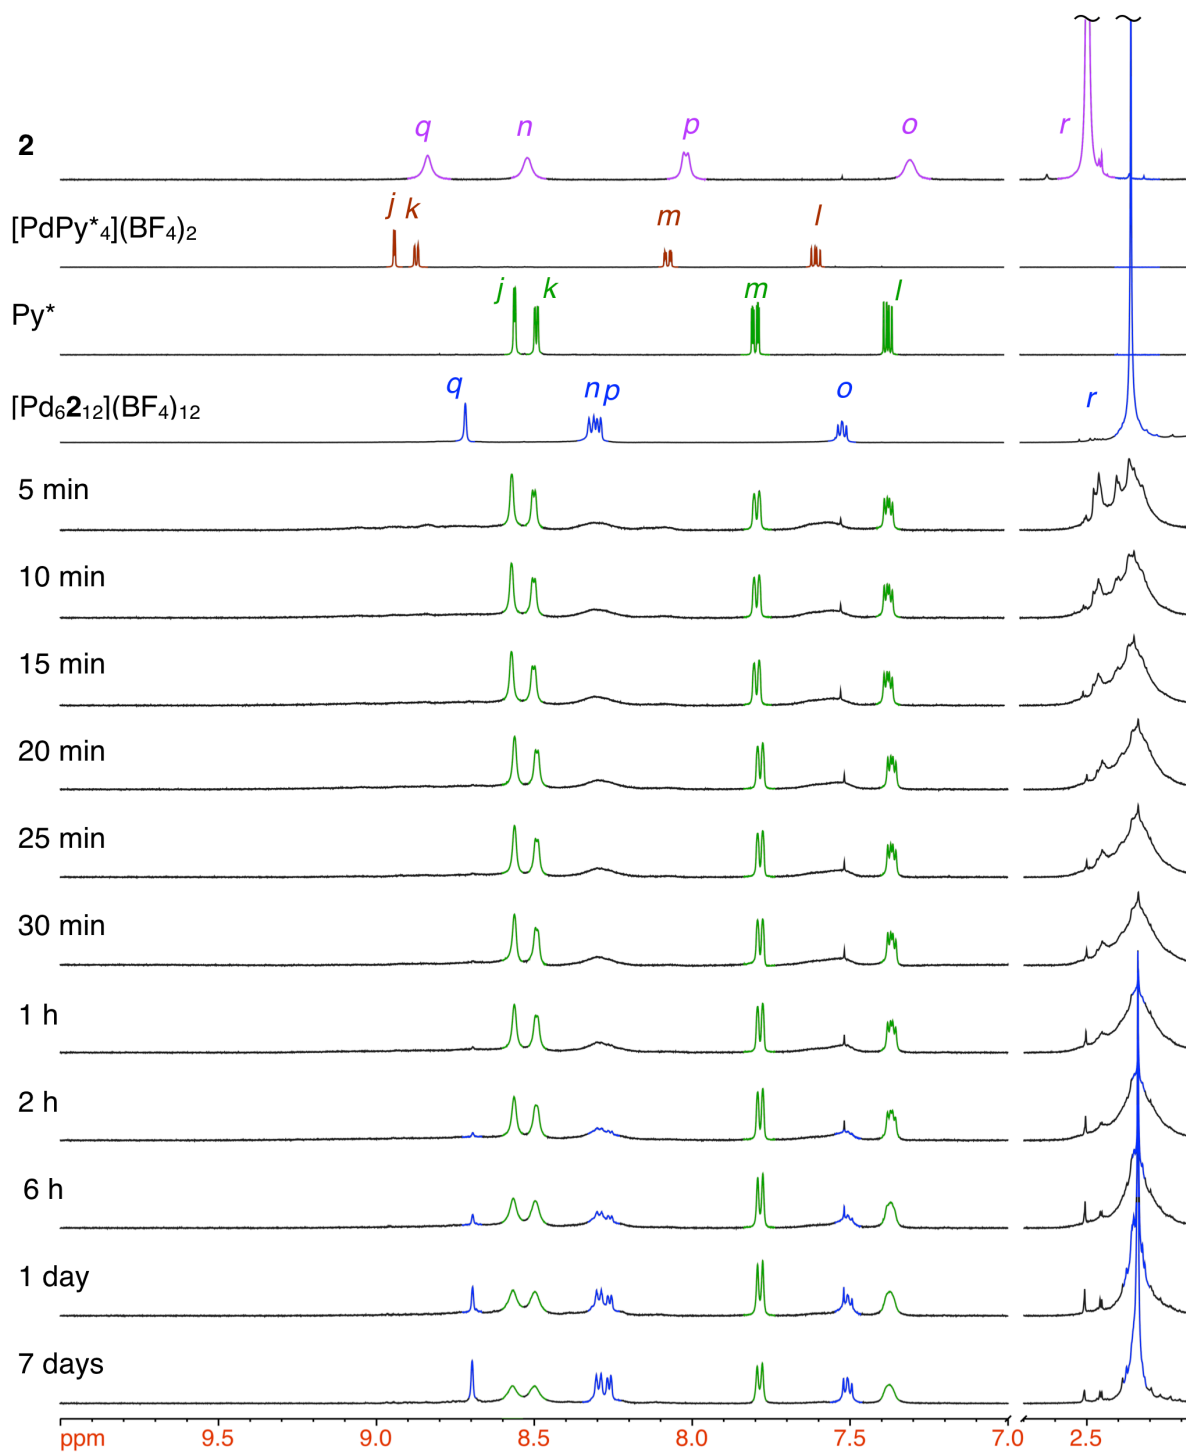 q n p o r
2
j k m l
[PdPy*4](BF4)2
j k m l
Py*
q n p o r
[Pd6212](BF4)12
5 min
10 min
15 min
20 min
25 min
30 min
1 h
2 h
6 h
1 day
7 days
ppm 9.5 9.0 8.5 8.0 7.5 7.0 2.5